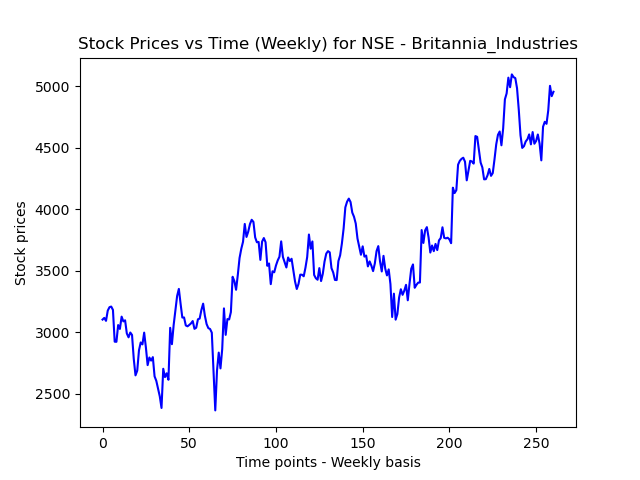 Stock Prices vs Time (Weekly) for NSE - Britannia_Industries
Stock prices
5000
4500
4000
3500
3000
2500
0 50 100 150 200 250
Time points - Weekly basis